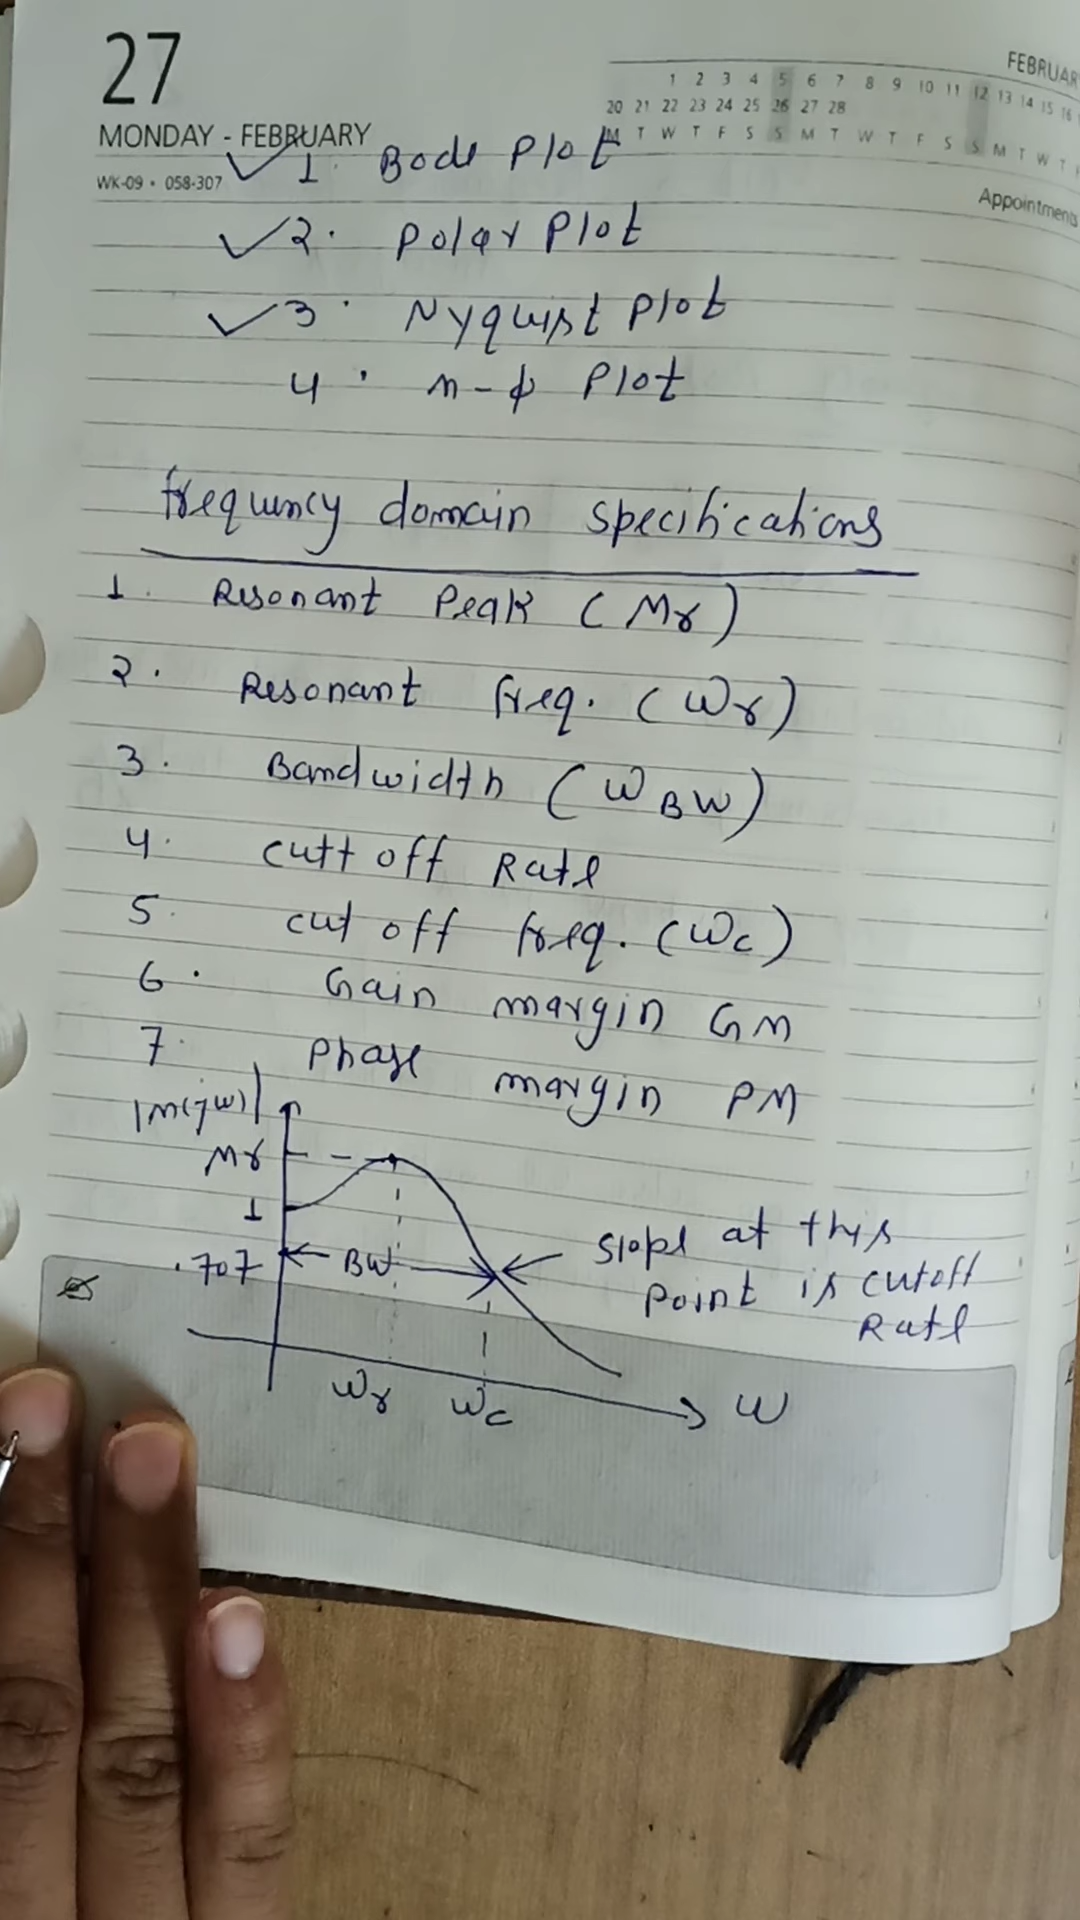 27
MONDAY - FEBRUARY
WK-09 • 058-307
FEBRUAR
1 2 3 4 5 6 7 8 9 10 11 12 13 14 15 16
20 21 22 23 24 25 26 27 28
M T W T F S S M T W T F S S M T W T
Appointments
1. Bode Plot
2. Polar Plot
3. Nyquist Plot
4. m-φ Plot
frequency domain specifications
1. Resonant Peak (Mr)
2. Resonant freq. (ωr)
3. Bandwidth (ωBW)
4. Cutt off Rate
5. cut off freq. (ωc)
6. Gain margin GM
7. Phase margin PM
|M(jω)|
Mr
1
.707
BW
slope at this
Point is cutoff
Rate
ωr ωc ω